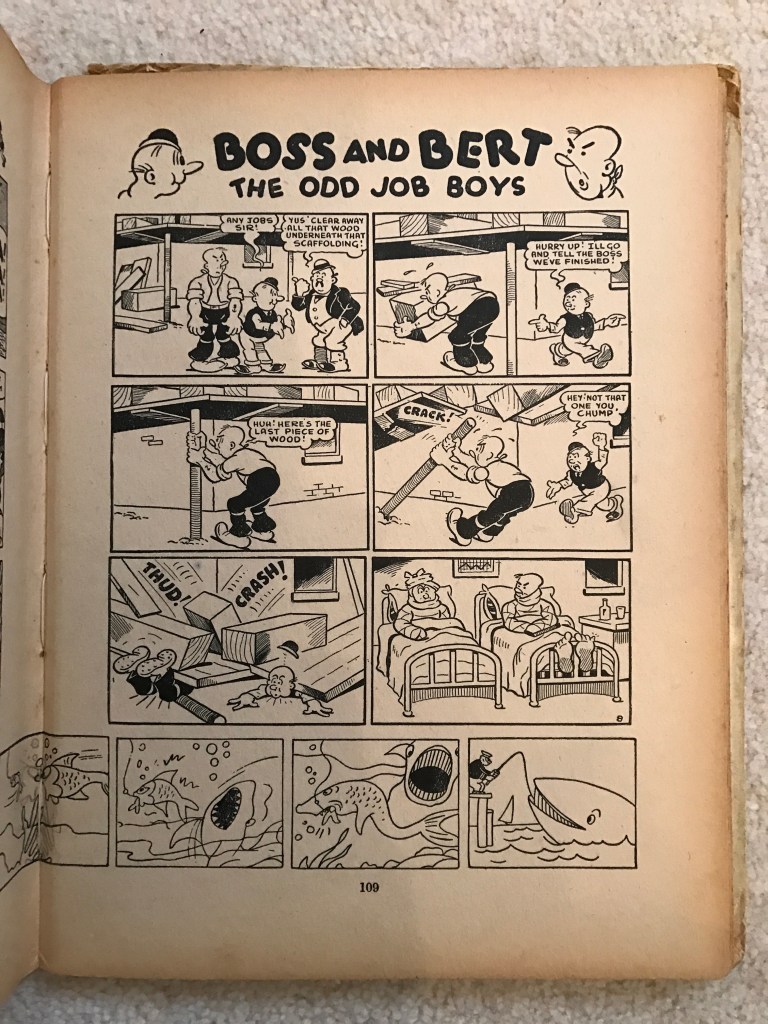 BOSS AND BERT
THE ODD JOB BOYS
ANY JOBS
SIR!
YUS! CLEAR AWAY
ALL THAT WOOD
UNDERNEATH THAT
SCAFFOLDING!
HURRY UP! I'LL GO
AND TELL THE BOSS
WE'VE FINISHED!
HUH! HERE'S THE
LAST PIECE OF
WOOD!
CRACK!
HEY! NOT THAT
ONE YOU
CHUMP!
THUD!
CRASH!
8
109